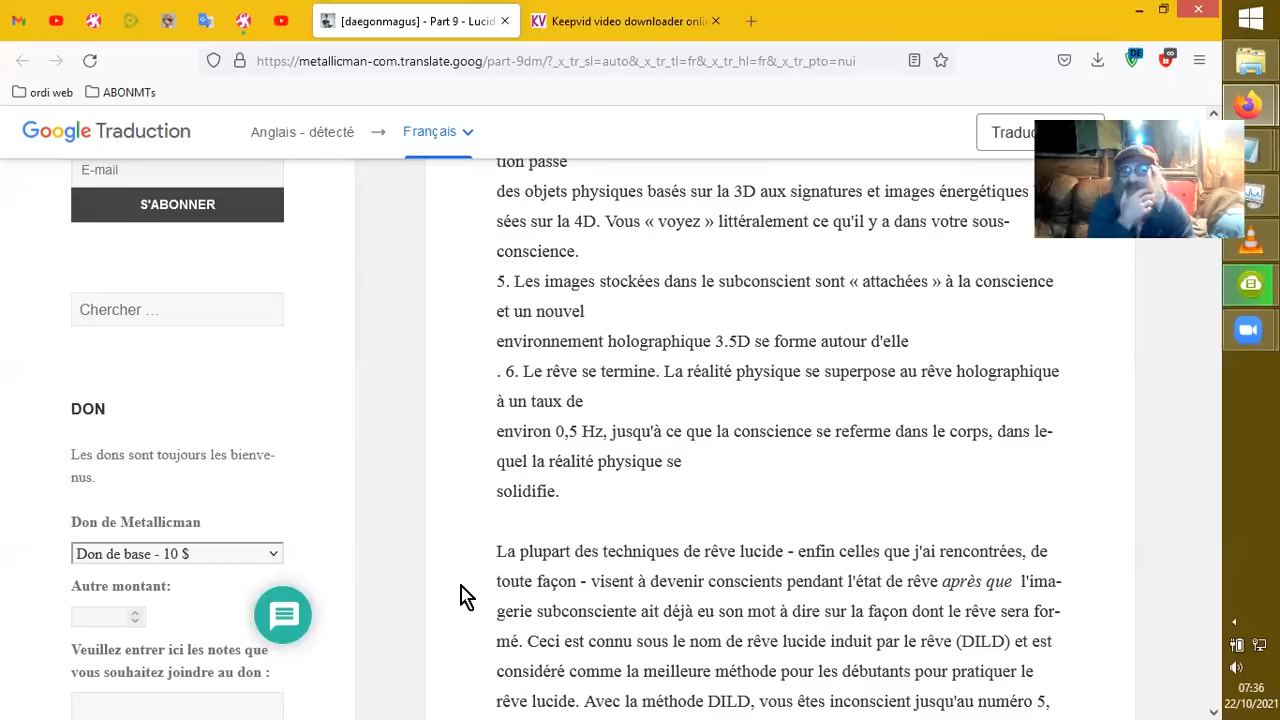 [daegonmagus] - Part 9 - Lucid
Keepvid video downloader onli
https://metallicman-com.translate.goog/part-9dm/?_x_tr_sl=auto&_x_tr_tl=fr&_x_tr_hl=fr&_x_tr_pto=nui
ordi web
ABONMTs
Google Traduction
Anglais - détecté
Français
E-mail
S'ABONNER
Chercher …
DON
Les dons sont toujours les bienve-
nus.
Don de Metallicman
Don de base - 10 $
Autre montant:
Veuillez entrer ici les notes que
vous souhaitez joindre au don :
tion passe
des objets physiques basés sur la 3D aux signatures et images énergétiques
sées sur la 4D. Vous « voyez » littéralement ce qu'il y a dans votre sous-
conscience.
5. Les images stockées dans le subconscient sont « attachées » à la conscience
et un nouvel
environnement holographique 3.5D se forme autour d'elle
. 6. Le rêve se termine. La réalité physique se superpose au rêve holographique
à un taux de
environ 0,5 Hz, jusqu'à ce que la conscience se referme dans le corps, dans le-
quel la réalité physique se
solidifie.
La plupart des techniques de rêve lucide - enfin celles que j'ai rencontrées, de
toute façon - visent à devenir conscients pendant l'état de rêve après que l'ima-
gerie subconsciente ait déjà eu son mot à dire sur la façon dont le rêve sera for-
mé. Ceci est connu sous le nom de rêve lucide induit par le rêve (DILD) et est
considéré comme la meilleure méthode pour les débutants pour pratiquer le
rêve lucide. Avec la méthode DILD, vous êtes inconscient jusqu'au numéro 5,
07:36
22/10/2021